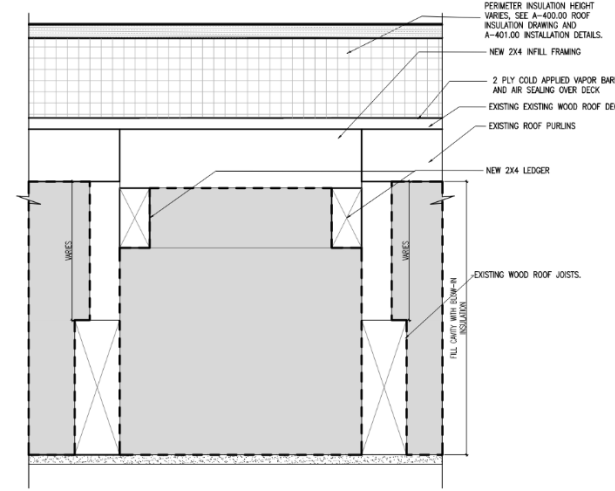 PERIMETER INSULATION HEIGHT
VARIES, SEE A-400.00 ROOF
INSULATION DRAWING AND
A-401.00 INSTALLATION DETAILS.
NEW 2X4 INFILL FRAMING
2 PLY COLD APPLIED VAPOR BAR
AND AIR SEALING OVER DECK
EXISTING EXISTING WOOD ROOF DE
EXISTING ROOF PURLINS
NEW 2X4 LEDGER
VARIES
VARIES
EXISTING WOOD ROOF JOISTS.
FILL CAVITY WITH BLOW-IN
INSULATION